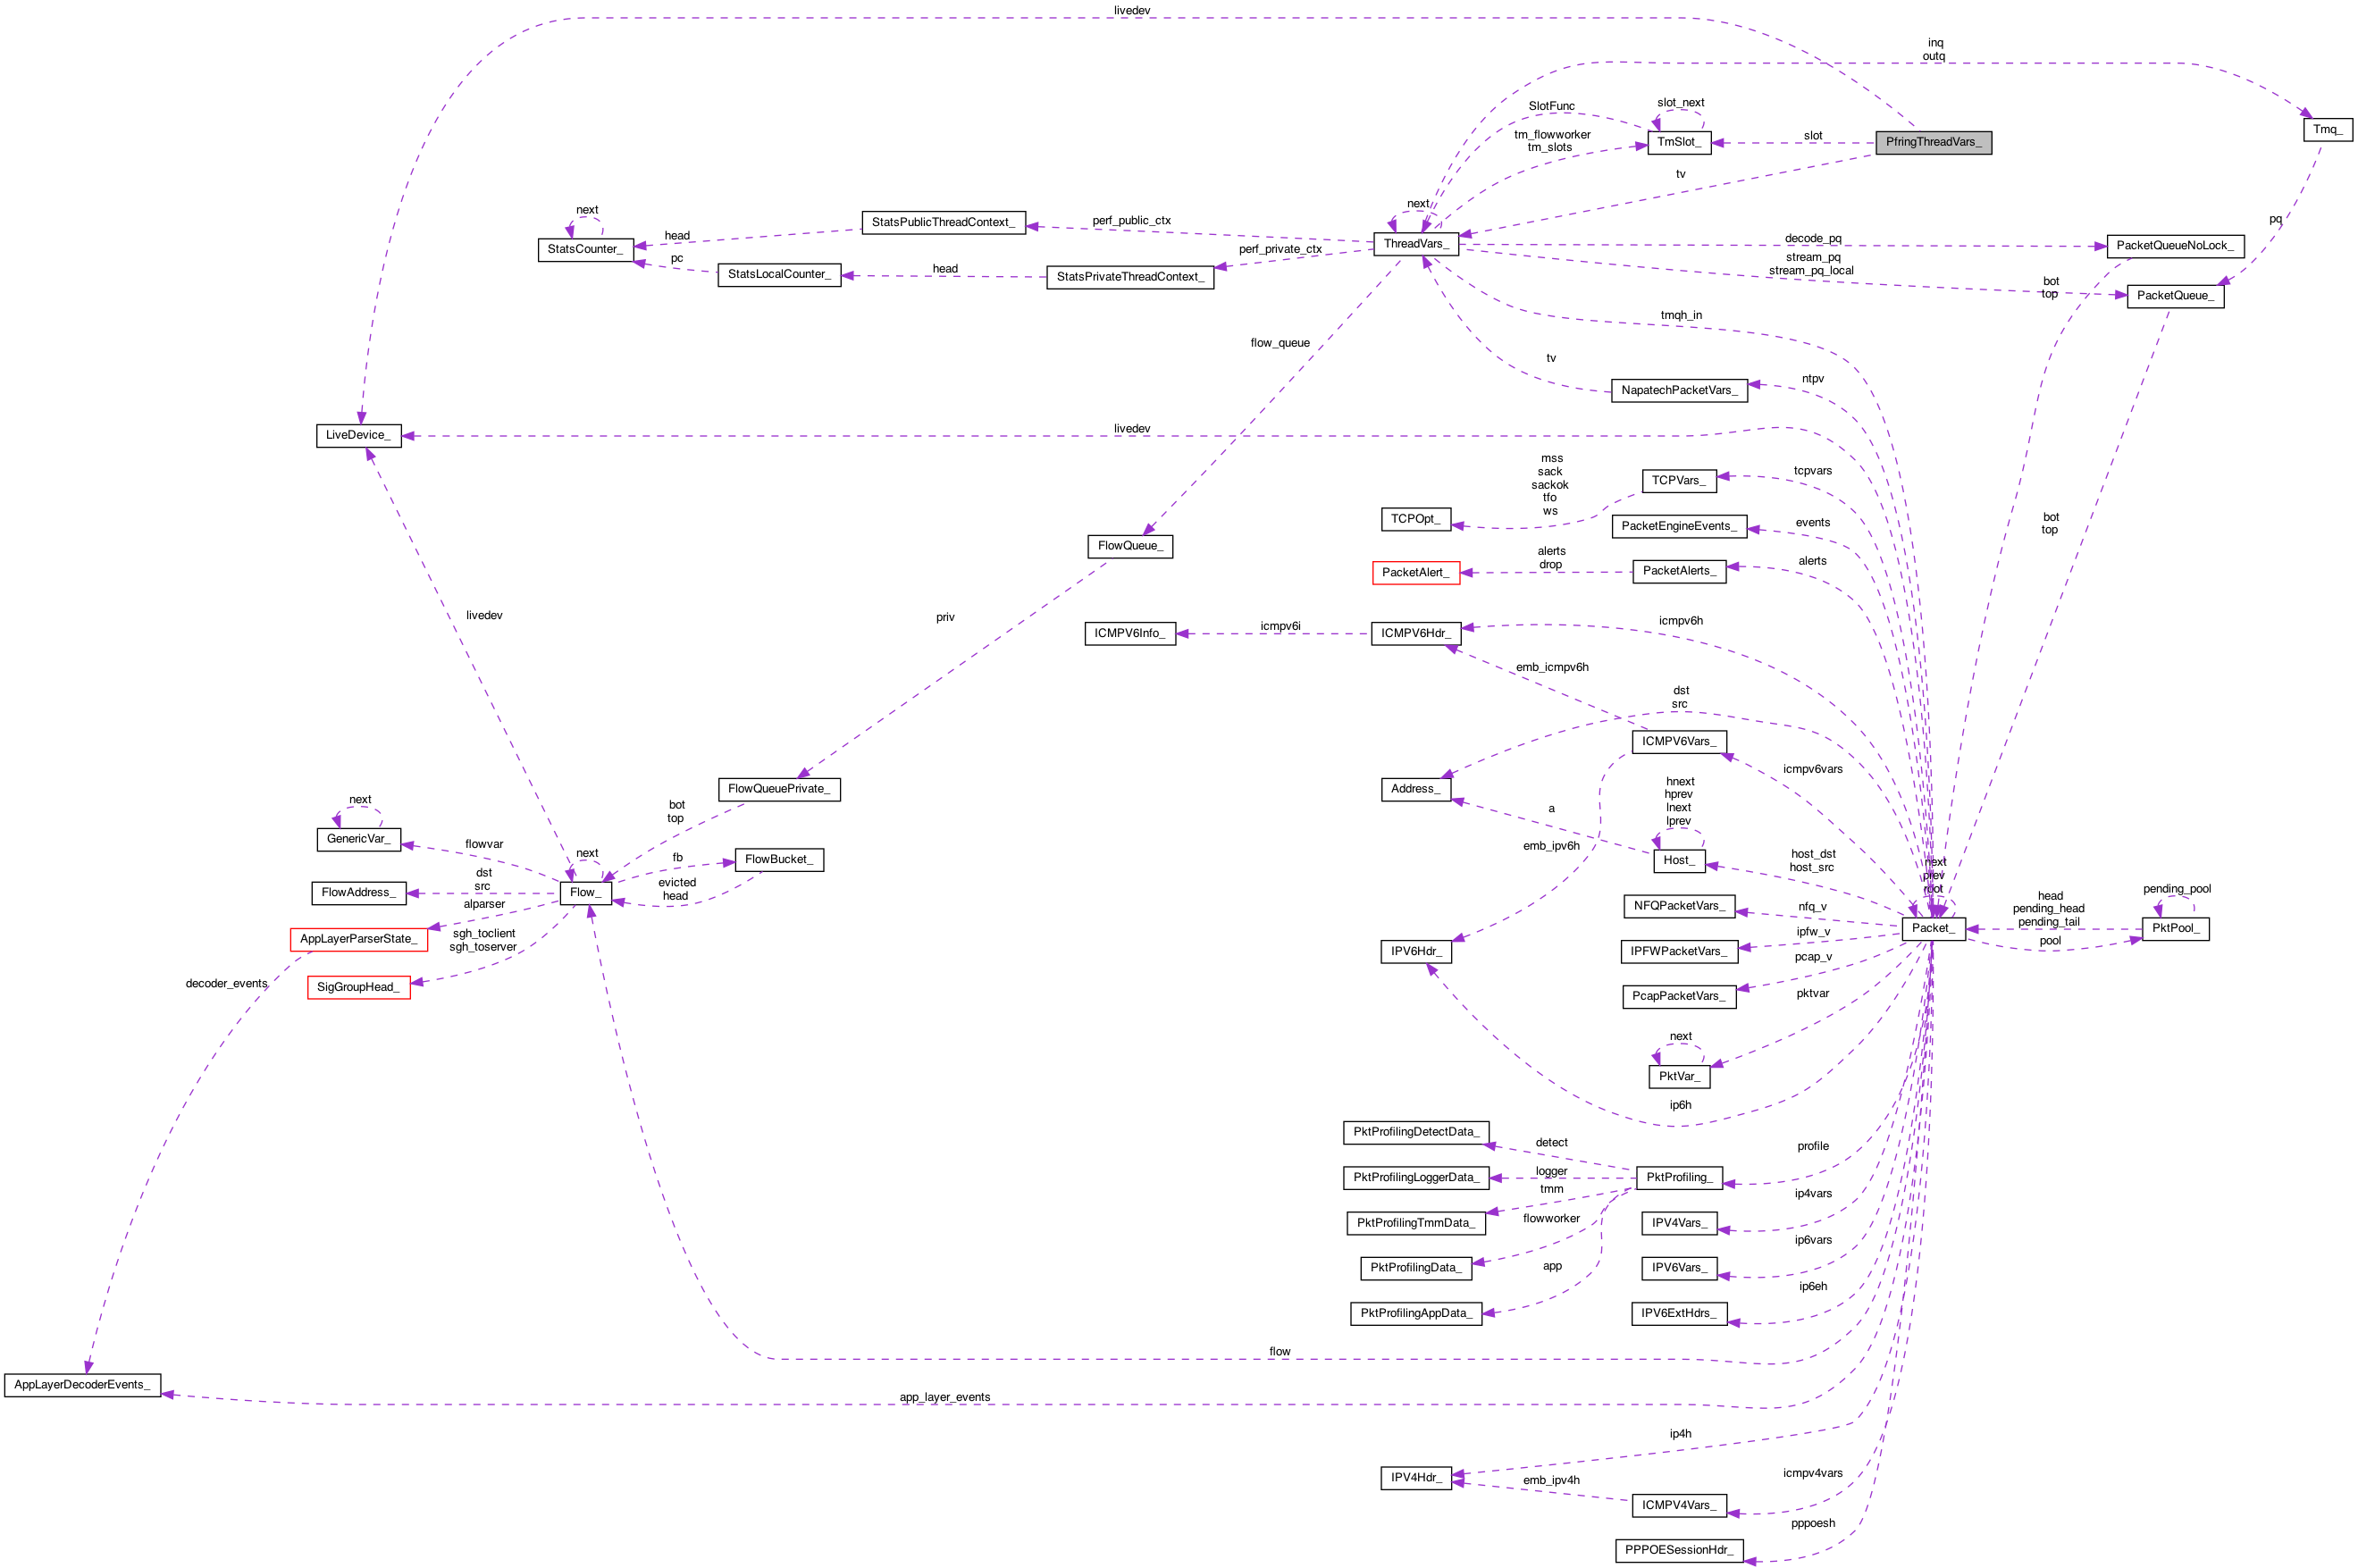 livedev
inq
outq
SlotFunc
slot_next
tm_flowworker
tm_slots
TmSlot_
slot
PfringThreadVars_
Tmq_
tv
pq
next
StatsCounter_
head
StatsPublicThreadContext_
perf_public_ctx
next
ThreadVars_
decode_pq
PacketQueueNoLock_
pc
StatsLocalCounter_
head
StatsPrivateThreadContext_
perf_private_ctx
stream_pq
stream_pq_local
PacketQueue_
bot
top
tmqh_in
flow_queue
tv
NapatechPacketVars_
ntpv
LiveDevice_
livedev
mss
sack
sackok
tfo
ws
TCPVars_
tcpvars
TCPOpt_
PacketEngineEvents_
events
bot
top
FlowQueue_
PacketAlert_
alerts
drop
PacketAlerts_
alerts
livedev
priv
ICMPV6Info_
icmpv6i
ICMPV6Hdr_
icmpv6h
emb_icmpv6h
dst
src
ICMPV6Vars_
icmpv6vars
FlowQueuePrivate_
Address_
hnext
hprev
lnext
lprev
a
Host_
host_dst
host_src
next
GenericVar_
flowvar
bot
top
next
fb
FlowBucket_
emb_ipv6h
FlowAddress_
dst
src
Flow_
evicted
head
alparser
AppLayerParserState_
sgh_toclient
sgh_toserver
SigGroupHead_
decoder_events
NFQPacketVars_
nfq_v
next
prev
root
Packet_
head
pending_head
pending_tail
pool
pending_pool
PktPool_
IPV6Hdr_
IPFWPacketVars_
ipfw_v
PcapPacketVars_
pcap_v
pktvar
next
PktVar_
ip6h
PktProfilingDetectData_
detect
profile
PktProfilingLoggerData_
logger
PktProfiling_
tmm
PktProfilingTmmData_
flowworker
IPV4Vars_
ip4vars
PktProfilingData_
app
IPV6Vars_
ip6vars
PktProfilingAppData_
IPV6ExtHdrs_
ip6eh
flow
AppLayerDecoderEvents_
app_layer_events
ip4h
IPV4Hdr_
emb_ipv4h
ICMPV4Vars_
icmpv4vars
PPPOESessionHdr_
pppoesh